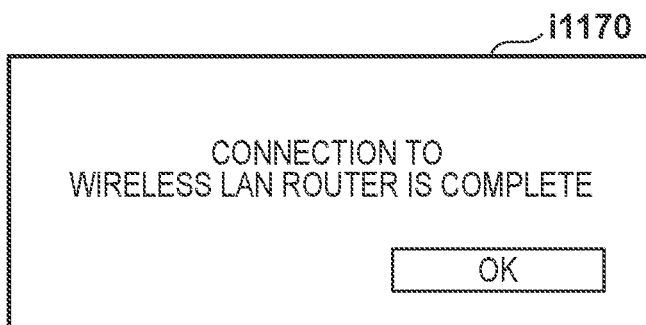 i1170
CONNECTION TO
WIRELESS LAN ROUTER IS COMPLETE
OK